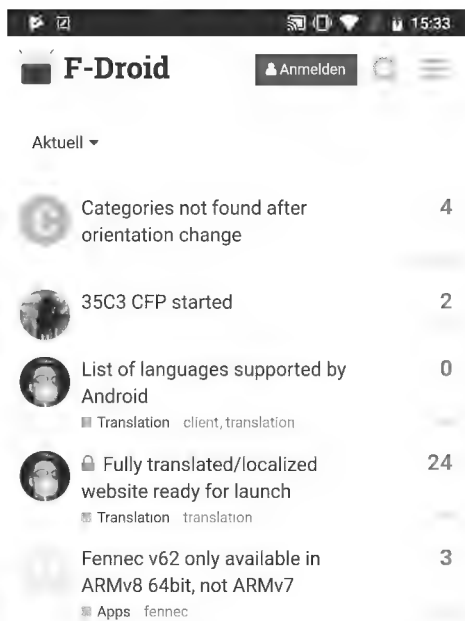 15:33
F-Droid
Anmelden
Aktuell
Categories not found after
4
orientation change
35C3 CFP started
2
List of languages supported by
0
Android
Translation client, translation
Fully translated/localized
24
website ready for launch
Translation translation
Fennec v62 only available in
3
ARMv8 64bit, not ARMv7
Apps fennec